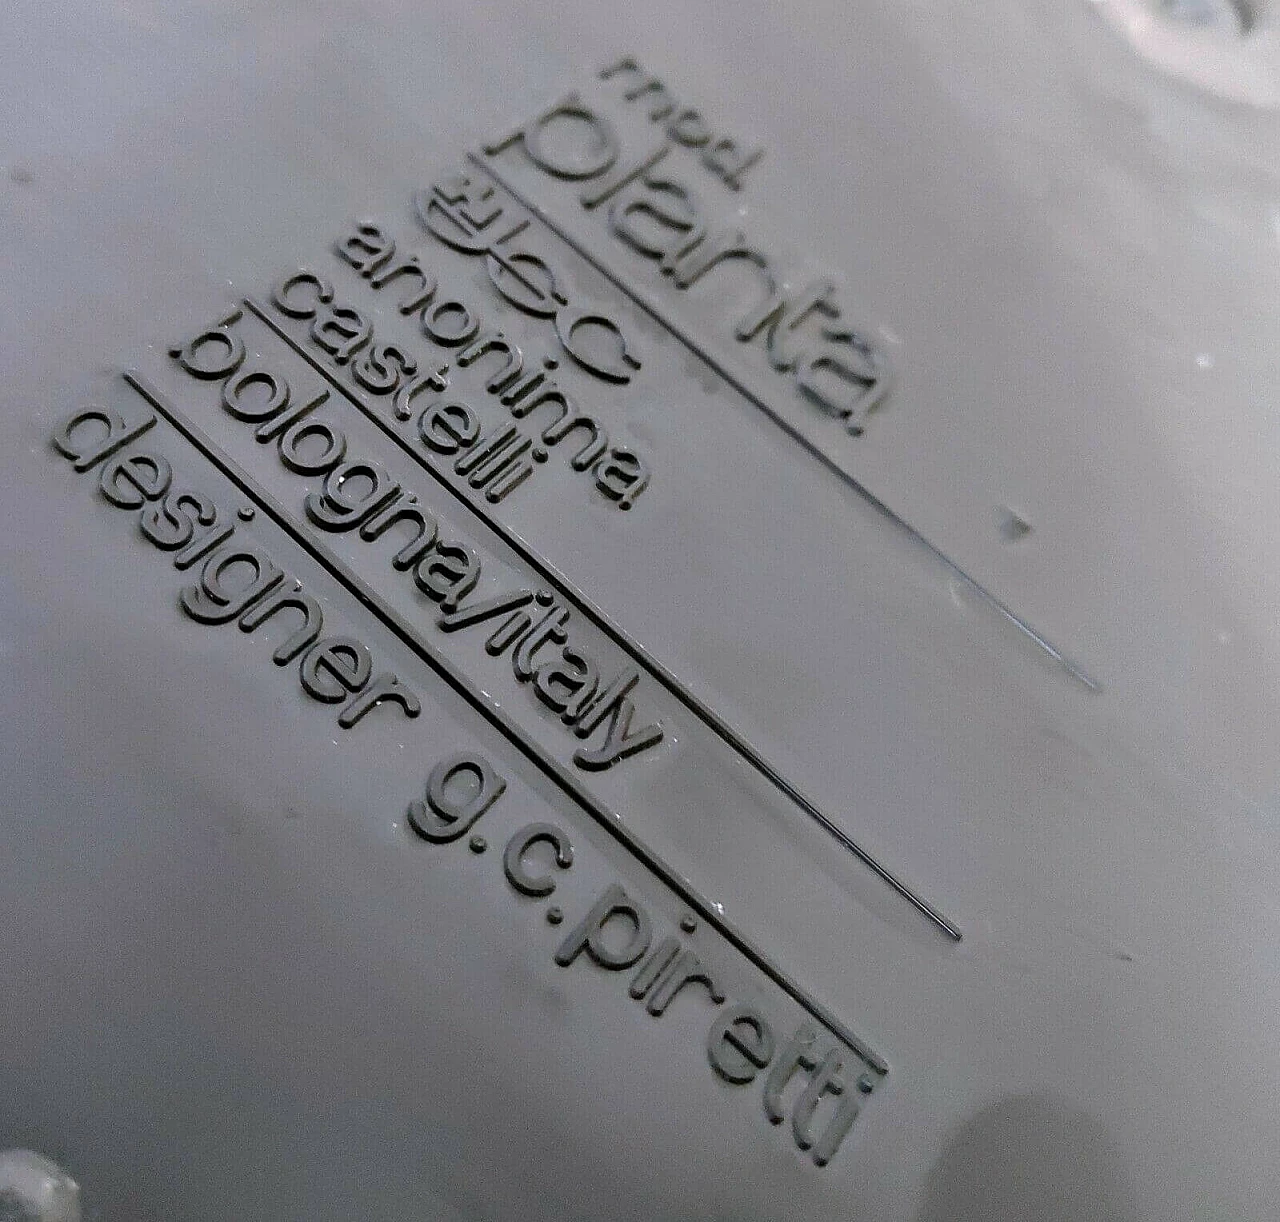 mod.
planta
anonima
castelli
bologna/italy
designer g.c.piretti